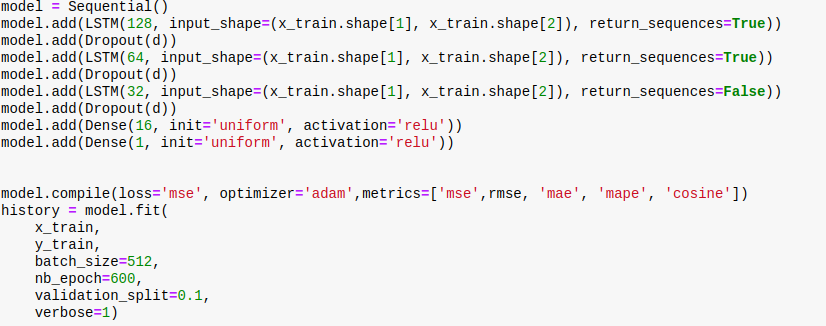 model = Sequential()
model.add(LSTM(128, input_shape=(x_train.shape[1], x_train.shape[2]), return_sequences=True))
model.add(Dropout(d))
model.add(LSTM(64, input_shape=(x_train.shape[1], x_train.shape[2]), return_sequences=True))
model.add(Dropout(d))
model.add(LSTM(32, input_shape=(x_train.shape[1], x_train.shape[2]), return_sequences=False))
model.add(Dropout(d))
model.add(Dense(16, init='uniform', activation='relu'))
model.add(Dense(1, init='uniform', activation='relu'))
model.compile(loss='mse', optimizer='adam',metrics=['mse',rmse, 'mae', 'mape', 'cosine'])
history = model.fit(
    x_train,
    y_train,
    batch_size=512,
    nb_epoch=600,
    validation_split=0.1,
    verbose=1)